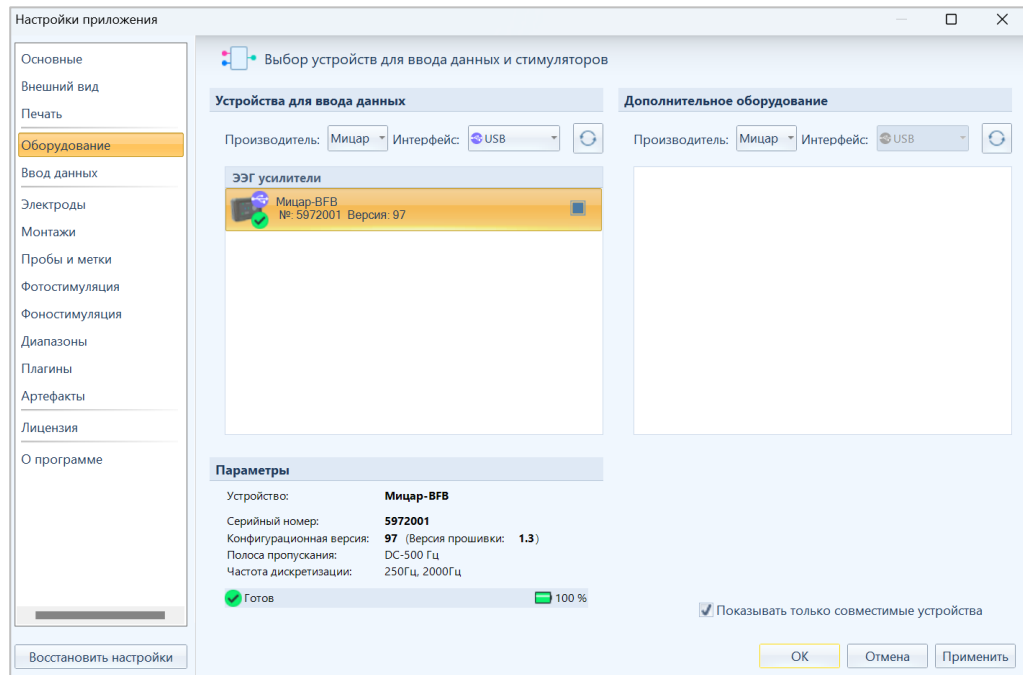 Настройки приложения
Основные
Внешний вид
Печать
Оборудование
Ввод данных
Электроды
Монтажи
Пробы и метки
Фотостимуляция
Фоностимуляция
Диапазоны
Плагины
Артефакты
Лицензия
О программе
Восстановить настройки
Выбор устройств для ввода данных и стимуляторов
Устройства для ввода данных
Производитель: Мицар Интерфейс: USB
ЭЭГ усилители
Мицар-BFB
№: 5972001 Версия: 97
Дополнительное оборудование
Производитель: Мицар Интерфейс: USB
Параметры
Устройство: Мицар-BFB
Серийный номер: 5972001
Конфигурационная версия: 97 (Версия прошивки: 1.3)
Полоса пропускания: DC-500 Гц
Частота дискретизации: 250Гц, 2000Гц
Готов 100 %
Показывать только совместимые устройства
OK Отмена Применить